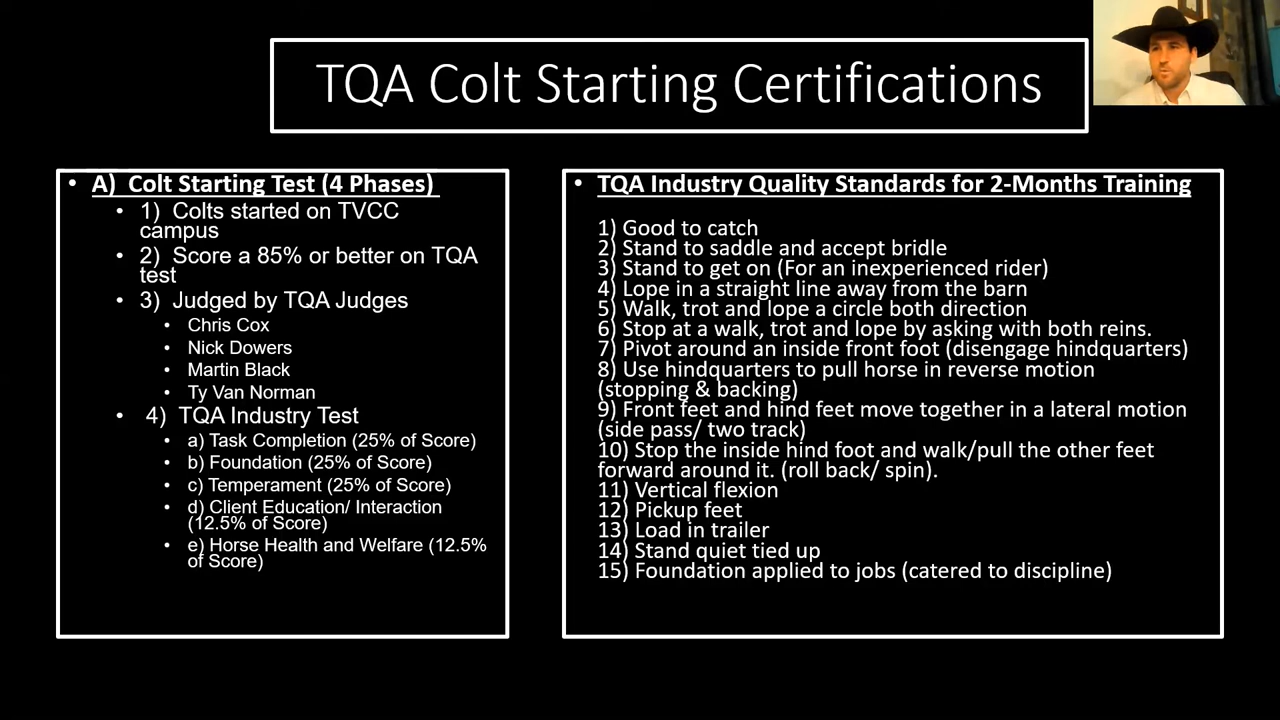 TQA Colt Starting Certifications
A) Colt Starting Test (4 Phases)
1) Colts started on TVCC
campus
2) Score a 85% or better on TQA
test
3) Judged by TQA Judges
Chris Cox
Nick Dowers
Martin Black
Ty Van Norman
4) TQA Industry Test
a) Task Completion (25% of Score)
b) Foundation (25% of Score)
c) Temperament (25% of Score)
d) Client Education/ Interaction
(12.5% of Score)
e) Horse Health and Welfare (12.5%
of Score)
TQA Industry Quality Standards for 2-Months Training
1) Good to catch
2) Stand to saddle and accept bridle
3) Stand to get on (For an inexperienced rider)
4) Lope in a straight line away from the barn
5) Walk, trot and lope a circle both direction
6) Stop at a walk, trot and lope by asking with both reins.
7) Pivot around an inside front foot (disengage hindquarters)
8) Use hindquarters to pull horse in reverse motion
(stopping & backing)
9) Front feet and hind feet move together in a lateral motion
(side pass/ two track)
10) Stop the inside hind foot and walk/pull the other feet
forward around it. (roll back/ spin).
11) Vertical flexion
12) Pickup feet
13) Load in trailer
14) Stand quiet tied up
15) Foundation applied to jobs (catered to discipline)